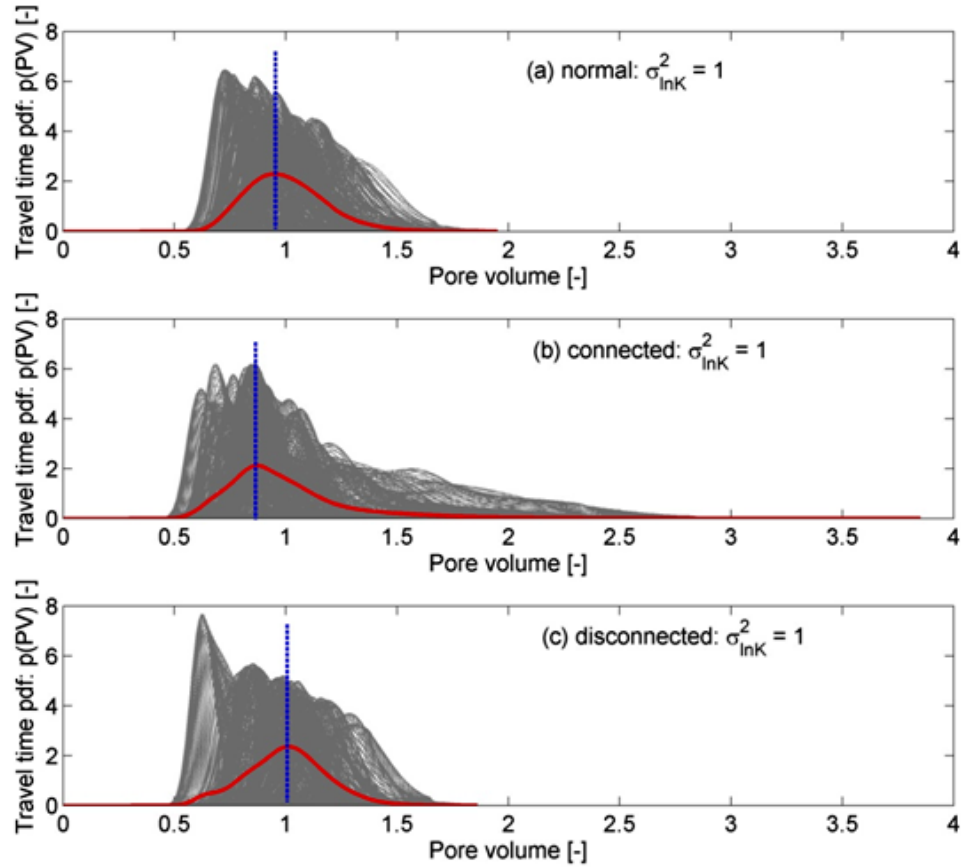 Travel time pdf: p(PV) [-]
8
6
4
2
0
(a) normal: σ²lnK = 1
0 0.5 1 1.5 2 2.5 3 3.5 4
Pore volume [-]
Travel time pdf: p(PV) [-]
8
6
4
2
0
(b) connected: σ²lnK = 1
0 0.5 1 1.5 2 2.5 3 3.5 4
Pore volume [-]
Travel time pdf: p(PV) [-]
8
6
4
2
0
(c) disconnected: σ²lnK = 1
0 0.5 1 1.5 2 2.5 3 3.5 4
Pore volume [-]